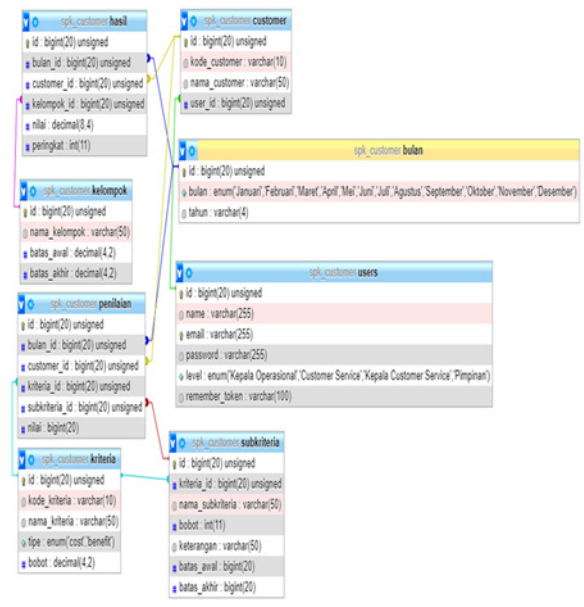 spk_customer hasil
id : bigint(20) unsigned
bulan_id : bigint(20) unsigned
customer_id : bigint(20) unsigned
kelompok_id : bigint(20) unsigned
nilai : decimal(8,4)
peringkat : int(11)
spk_customer customer
id : bigint(20) unsigned
kode_customer : varchar(10)
nama_customer : varchar(50)
user_id : bigint(20) unsigned
spk_customer bulan
id : bigint(20) unsigned
bulan : enum('Januari','Februari','Maret','April','Mei','Juni','Juli','Agustus','September','Oktober','November','Desember')
tahun : varchar(4)
spk_customer kelompok
id : bigint(20) unsigned
nama_kelompok : varchar(50)
batas_awal : decimal(4,2)
batas_akhir : decimal(4,2)
spk_customer users
id : bigint(20) unsigned
name : varchar(255)
email : varchar(255)
password : varchar(255)
level : enum('Kepala Operasional','Customer Service','Kepala Customer Service','Pimpinan')
remember_token : varchar(100)
spk_customer penilaian
id : bigint(20) unsigned
bulan_id : bigint(20) unsigned
customer_id : bigint(20) unsigned
kriteria_id : bigint(20) unsigned
subkriteria_id : bigint(20) unsigned
nilai : bigint(20)
spk_customer kriteria
id : bigint(20) unsigned
kode_kriteria : varchar(10)
nama_kriteria : varchar(50)
tipe : enum('cost','benefit')
bobot : decimal(4,2)
spk_customer subkriteria
id : bigint(20) unsigned
kriteria_id : bigint(20) unsigned
nama_subkriteria : varchar(50)
bobot : int(11)
keterangan : varchar(50)
batas_awal : bigint(20)
batas_akhir : bigint(20)